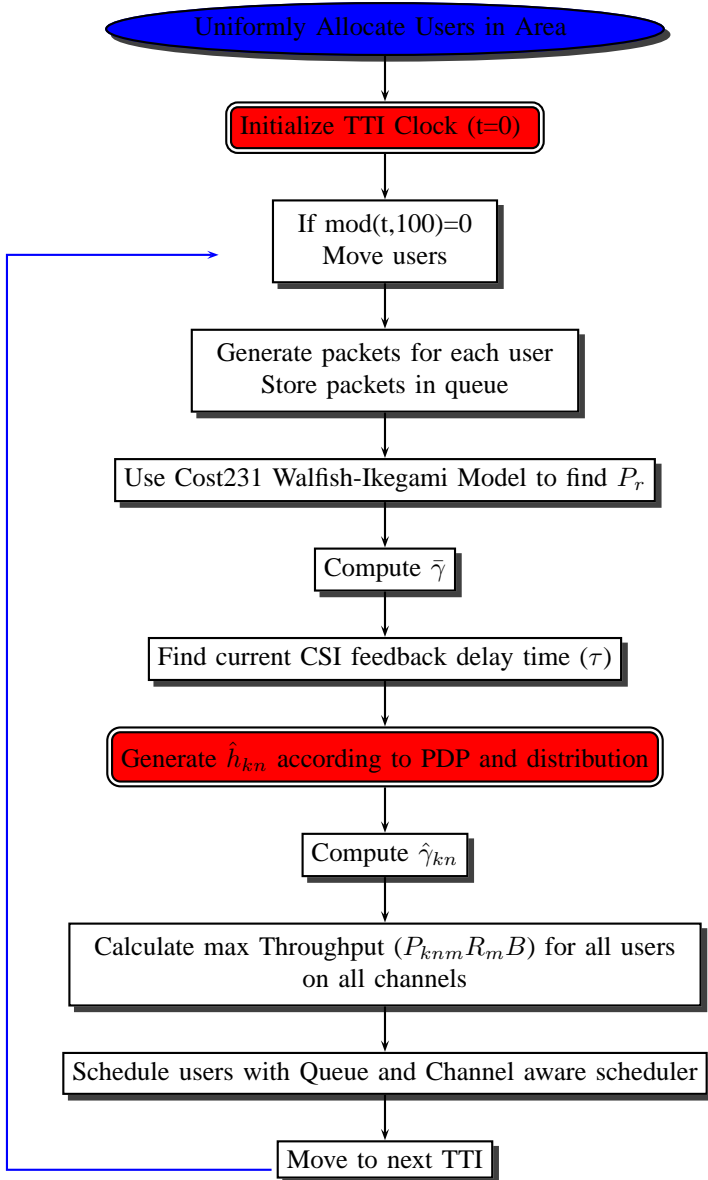 Uniformly Allocate Users in Area
Initialize TTI Clock (t=0)
If mod(t,100)=0
Move users
Generate packets for each user
Store packets in queue
Use Cost231 Walfish-Ikegami Model to find $P_r$
Compute $\bar{\gamma}$
Find current CSI feedback delay time ($\tau$)
Generate $\hat{h}_{kn}$ according to PDP and distribution
Compute $\hat{\gamma}_{kn}$
Calculate max Throughput ($P_{knm}R_mB$) for all users
on all channels
Schedule users with Queue and Channel aware scheduler
Move to next TTI